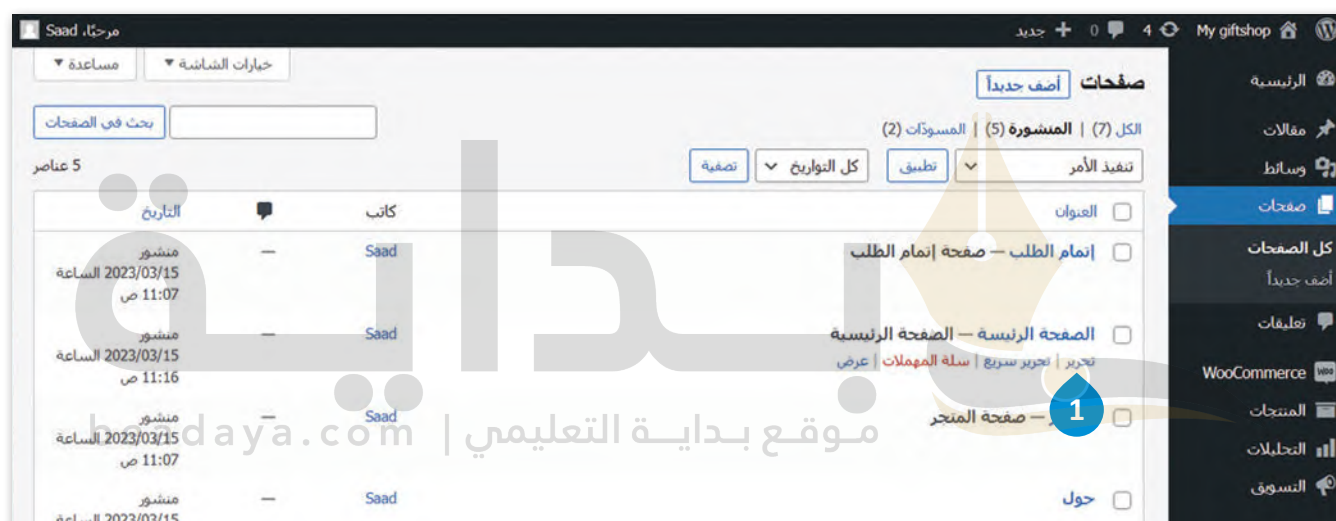 My giftshop 4 0 جديد مرحبًا، Saad
خيارات الشاشة مساعدة
صفحات أضف جديداً
الكل (7) | المنشورة (5) | المسودّات (2)
بحث في الصفحات
تنفيذ الأمر تطبيق كل التواريخ تصفية 5 عناصر
العنوان كاتب التاريخ
إتمام الطلب — صفحة إتمام الطلب Saad — منشور
2023/03/15 الساعة
11:07 ص
الصفحة الرئيسة — الصفحة الرئيسية Saad — منشور
تحرير | تحرير سريع | سلة المهملات | عرض 2023/03/15 الساعة
11:16 ص
1
— صفحة المتجر Saad — منشور
2023/03/15 الساعة
11:07 ص
حول Saad — منشور
2023/03/15 الساعة
الرئيسية
مقالات
وسائط
صفحات
كل الصفحات
أضف جديداً
تعليقات
WooCommerce
المنتجات
التحليلات
التسويق
بدايـة
موقع بدايـة التعليمي | beadaya.com